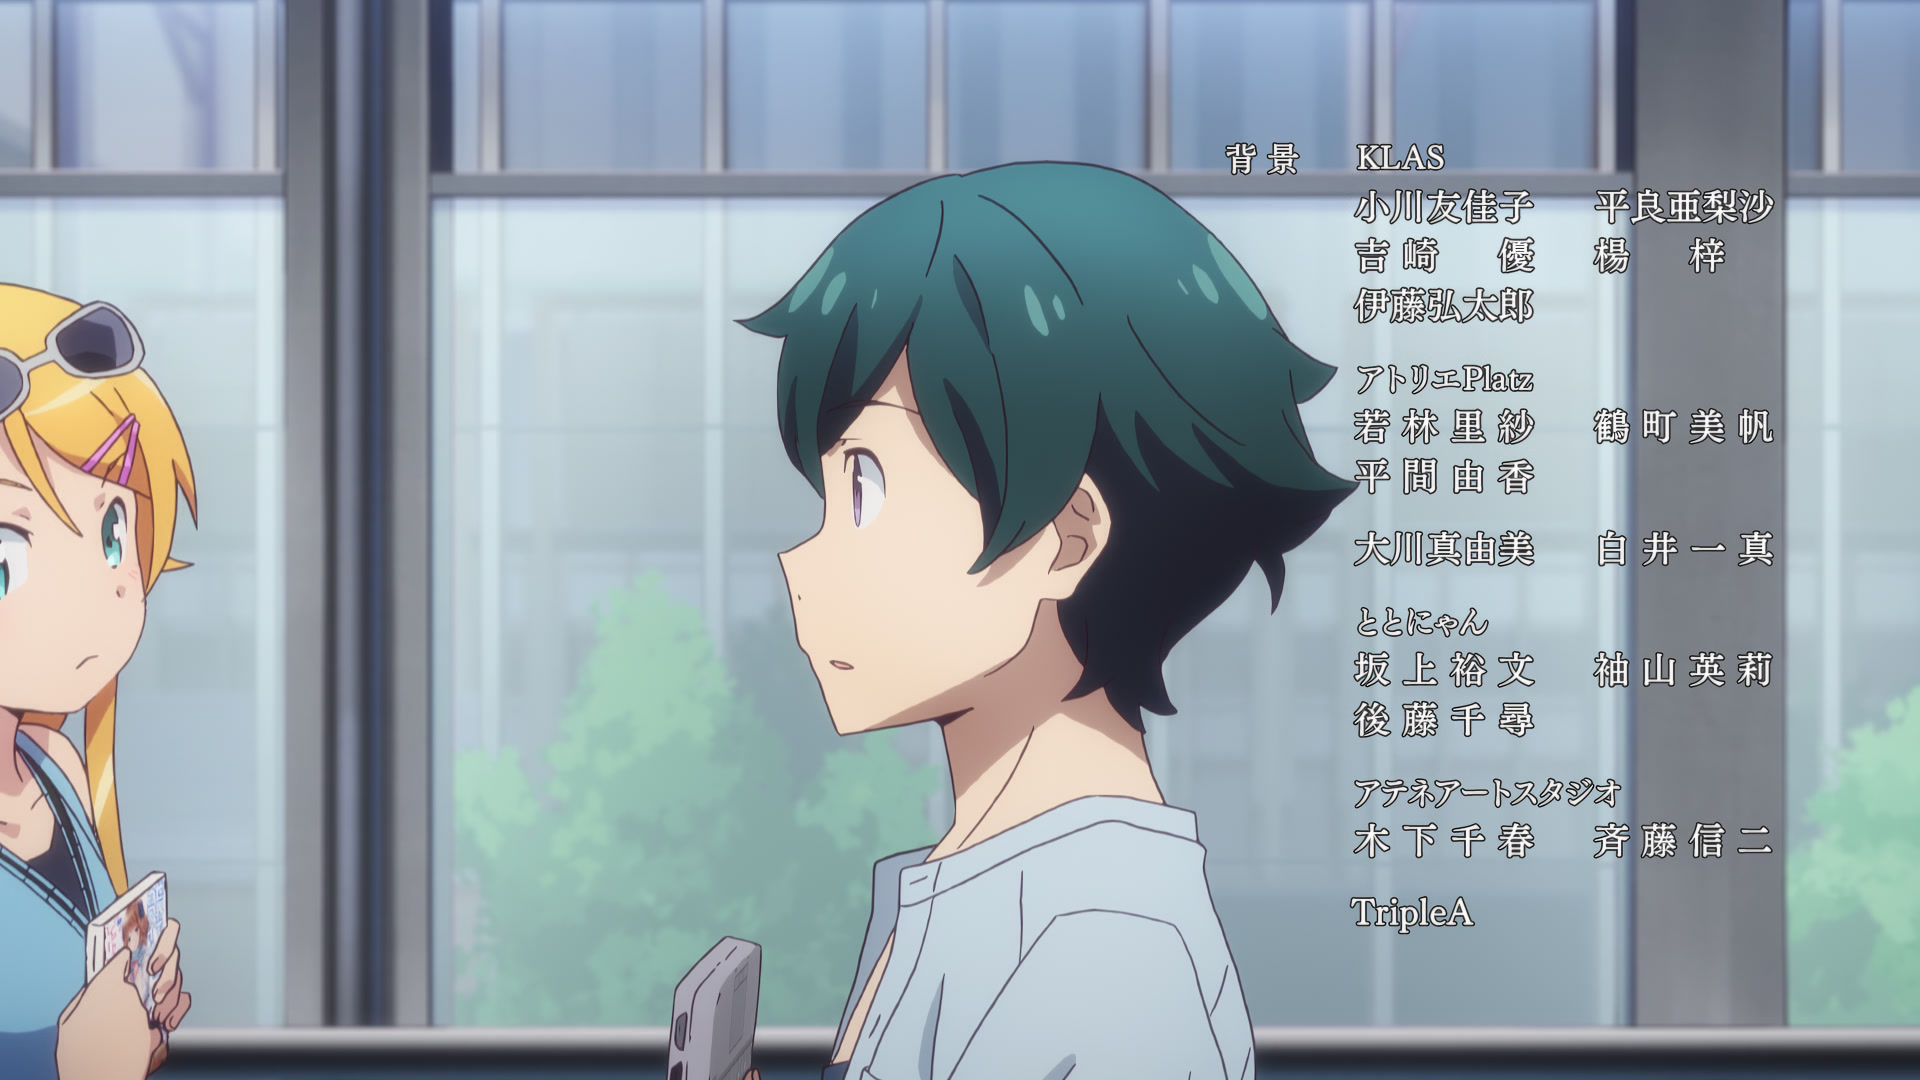 背景 KLAS
小川友佳子 平良亜梨沙
吉崎 優 楊 梓
伊藤弘太郎
アトリエPlatz
若林里紗 鶴町美帆
平間由香
大川真由美 白井一真
ととにゃん
坂上裕文 袖山英莉
後藤千尋
アテネアートスタジオ
木下千春 斉藤信二
TripleA